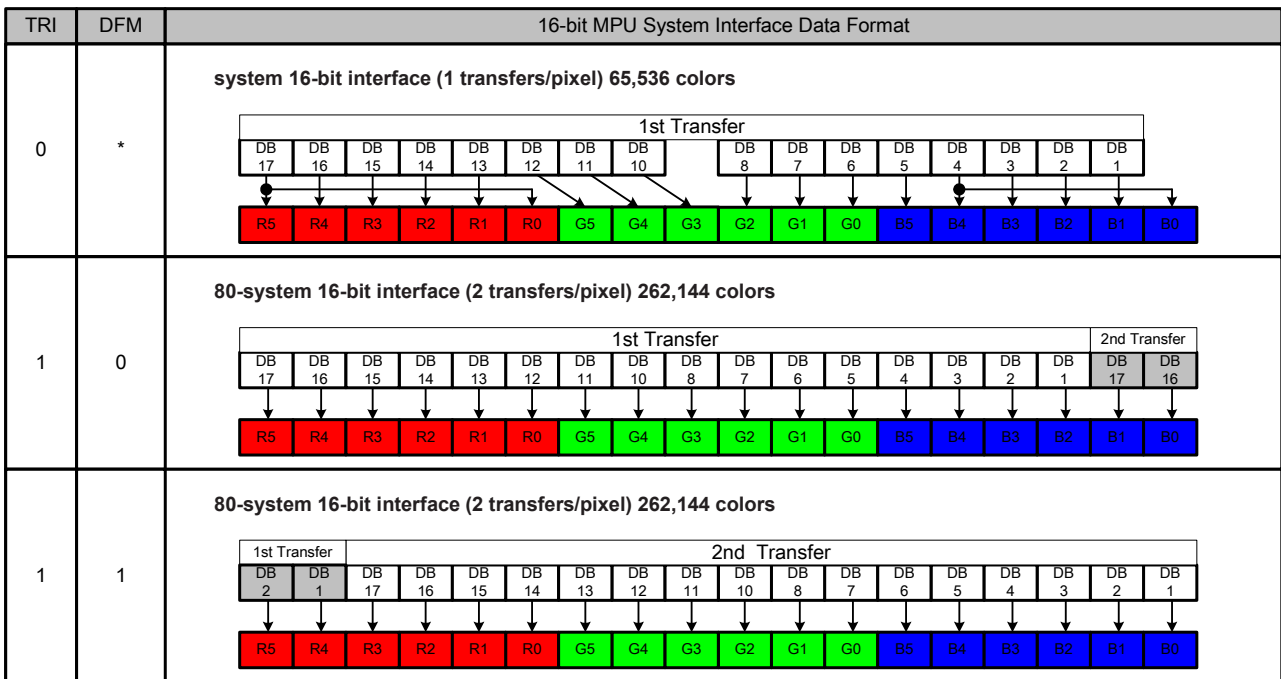 TRI DFM 16-bit MPU System Interface Data Format
system 16-bit interface (1 transfers/pixel) 65,536 colors
1st Transfer
0 *
DB DB DB DB DB DB DB DB DB DB DB DB DB DB DB DB
17 16 15 14 13 12 11 10 8 7 6 5 4 3 2 1
R5 R4 R3 R2 R1 R0 G5 G4 G3 G2 G1 G0 B5 B4 B3 B2 B1 B0
80-system 16-bit interface (2 transfers/pixel) 262,144 colors
1st Transfer 2nd Transfer
1 0
DB DB DB DB DB DB DB DB DB DB DB DB DB DB DB DB DB DB
17 16 15 14 13 12 11 10 8 7 6 5 4 3 2 1 17 16
R5 R4 R3 R2 R1 R0 G5 G4 G3 G2 G1 G0 B5 B4 B3 B2 B1 B0
80-system 16-bit interface (2 transfers/pixel) 262,144 colors
1st Transfer 2nd Transfer
1 1
DB DB DB DB DB DB DB DB DB DB DB DB DB DB DB DB DB DB
2 1 17 16 15 14 13 12 11 10 8 7 6 5 4 3 2 1
R5 R4 R3 R2 R1 R0 G5 G4 G3 G2 G1 G0 B5 B4 B3 B2 B1 B0